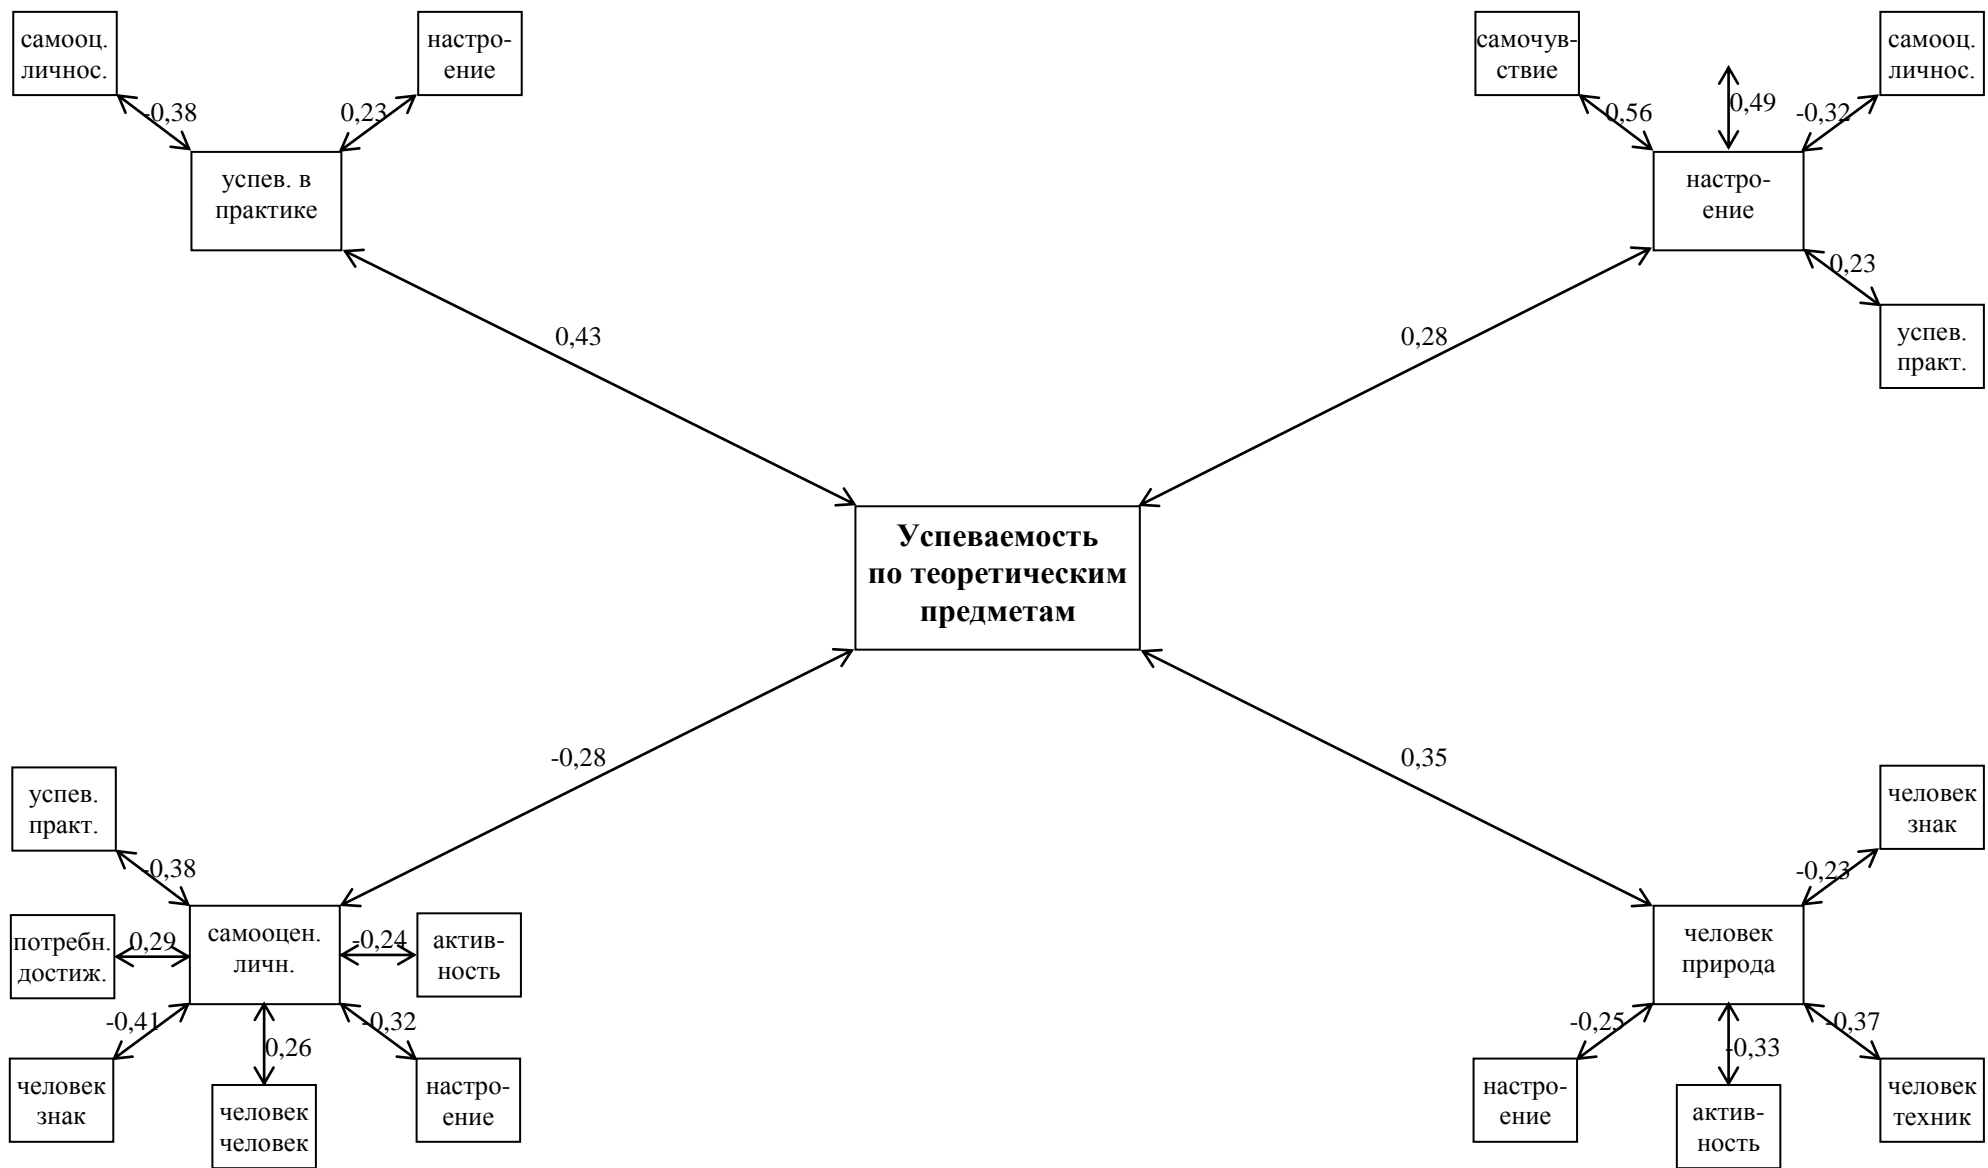 самооц.
личнос.
настро-
ение
-0,38
0,23
успев. в
практике
самочув-
ствие
самооц.
личнос.
0,56
0,49
-0,32
настро-
ение
0,23
успев.
практ.
0,43
0,28
Успеваемость
по теоретическим
предметам
-0,28
0,35
успев.
практ.
-0,38
потребн.
достиж.
0,29
самооцен.
личн.
-0,24
актив-
ность
-0,41
0,26
-0,32
человек
знак
человек
человек
настро-
ение
человек
знак
-0,23
человек
природа
-0,25
-0,33
-0,37
настро-
ение
актив-
ность
человек
техник